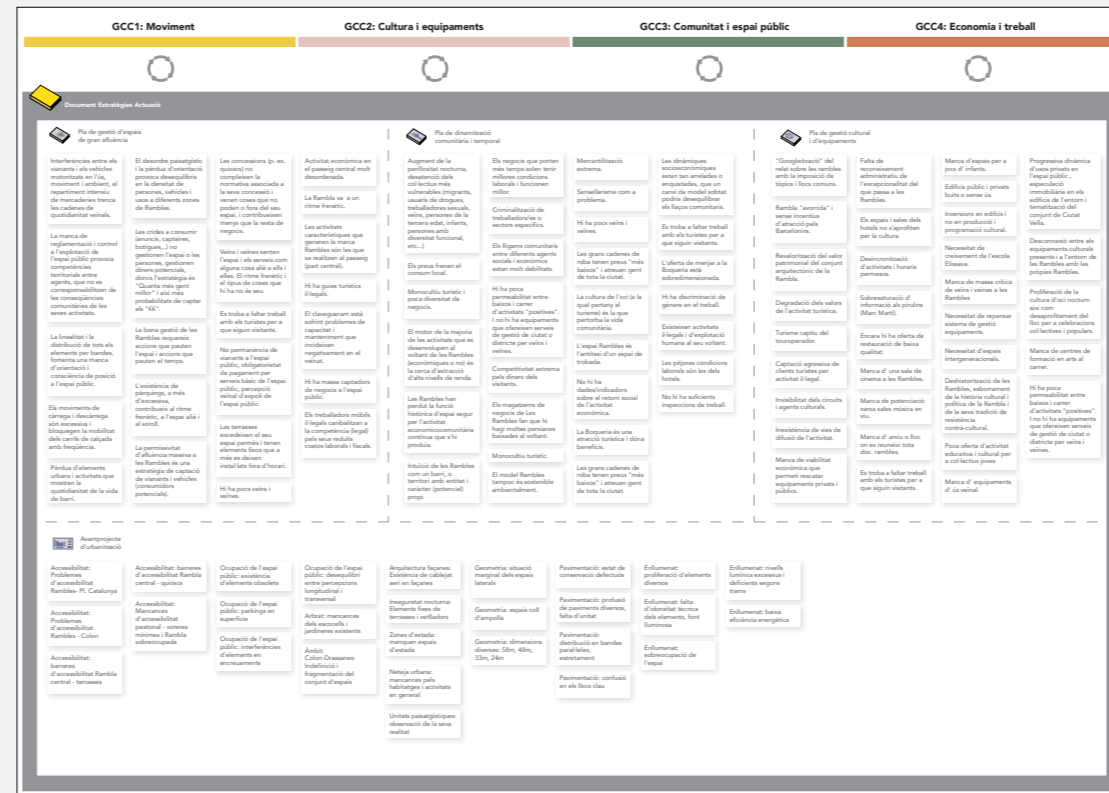 GCC1: Moviment
GCC2: Cultura i equipaments
GCC3: Comunitat i espai públic
GCC4: Economia i treball
Document Estratègies Actuació
Pla de gestió d'espais
de gran afluència
Interferències entre els
vianants i els vehicles
motoritzats en l'ús,
moviment i ambient, el
repartiment intensiu
de mercaderies trenca
les cadenes de
quotidianitat veïnals.
La manca de
reglamentació i control
a l'explotació de
l'espai públic provoca
competències
territorials entre
agents, que no es
corresponsabilitzen de
les conseqüències
comunitàries de les
seves activitats.
La linealitat i la
distribució de tots els
elements per bandes,
fomenta una manca
d'orientació i
consciència de posició
a l'espai públic.
Els moviments de
càrrega i descàrrega
són excessius i
bloquegen la mobilitat
dels carrils de calçada
amb freqüència.
Pèrdua d'elements
urbans i activitats que
mostren la
quotidianitat de la vida
de barri.
El desordre paisatgístic
i la pèrdua d'orientació
provoca desequilibris
en la densitat de
persones, vehicles i
usos a diferents zones
de Rambles.
Les crides a consumir
(anuncis, captaires,
botigues,..) no
gestionen l'espai o les
persones, gestionen
diners potencials,
doncs l'estratègia és
"Quanta més gent
millor" i així més
probabilitats de captar
els "€€".
La bona gestió de les
Rambles requereix
accions que pauten
l'espai i accions que
pauten el temps.
L'existència de
pàrquings, a més
d'excessiva,
contribueix al ritme
frenètic, a l'espai aliè i
al soroll.
La permissivitat
d'afluència massiva a
les Rambles és una
estratègia de captació
de vianants i vehicles
(consumidors
potencials).
Les concessions (p. ex.
quioscs) no
compleixen la
normativa associada a
la seva concessió i
venen coses que no
poden o fora del seu
espai, i contribueixen
menys que la resta de
negocis.
Veïns i veïnes senten
l'espai i els serveis com
alguna cosa alié a ells i
elles. El ritme frenètic i
el tipus de coses que
hi ha no és seu.
Es troba a faltar treball
amb els turistes per a
que siguin visitants.
No permanència de
vianants a l'espai
públic, obligatorietat
de pagament per
serveis bàsic de l'espai
públic, percepció
veïnal d'expoli de
l'espai públic.
Les terrasses
excedeixen el seu
espai permès i tenen
elements fixos que a
més es deixen
instal·lats fora d'horari.
Hi ha pocs veïns i
veïnes.
Activitat econòmica en
el passeig central molt
desordenada.
La Rambla va a un
ritme frenètic.
Les activitats
característiques que
generen la marca
Rambles són les que
se realitzen al passeig
(part central).
Hi ha guies turístics
il·legals.
El clavegueram està
sofrint problemes de
capacitat i
manteniment que
incideixen
negativament en el
veïnat.
Hi ha massa captadors
de negocis a l'espai
públic.
Els treballadors mòbils
il·legals canibalitzan a
la competència (legal)
pels seus reduïts
costos laborals i fiscals.
Pla de dinamització
comunitària i temporal
Augment de la
perillositat nocturna,
desatenció dels
col·lectius més
vulnerables (migrants,
usuaris de drogues,
treballadores sexuals,
veïns, persones de la
tercera edat, infants,
persones amb
diversitat funcional,
etc...)
Els preus frenen el
consum local.
Monocultiu turístic i
poca diversitat de
negocis.
El motor de la majoria
de les activitats que es
desenvolupen al
voltant de les Rambles
(econòmiques o no) és
la cerca d'extracció
d'alts nivells de renda.
Les Rambles han
perdut la funció
històrica d'espai segur
per l'activitat
economicocomunitària
continua que s'hi
produïa.
Intuïció de les Rambles
com un barri, o
territori amb entitat i
caràcter (potencial)
propi.
Els negocis que porten
més temps solen tenir
millores condicions
laborals i funcionen
millor.
Criminalització de
treballadors/es o
sectors específics.
Els lligams comunitaris
entre diferents agents
socials i econòmics
estan molt debilitats.
Hi ha poca
permeabilitat entre
baixos i carrer
d'activitats "positives".
I no hi ha equipaments
que ofereixen serveis
de gestió de ciutat o
districte per veïns i
veïnes.
Competitivitat extrema
pels diners dels
visitants.
Els magatzems de
negocis de Les
Rambles fan que hi
hagi moltes persianes
baixades al voltant.
Monocultiu turístic.
El model Rambles
tampoc és sostenible
ambientalment.
Mercantilització
extrema.
Sensellarisme com a
problema.
Hi ha pocs veïns i
veïnes.
Les grans cadenes de
roba tenen preus "més
baixos" i atreuen gent
de tota la ciutat.
La cultura de l'oci (a la
qual pertany el
turisme) és la que
pertorba la vida
comunitària.
L'espai Rambles és
l'antítesi d'un espai de
trobada.
No hi ha
dades/indicadors
sobre el retorn social
de l'activitat
econòmica.
La Boqueria és una
atracció turística i dóna
beneficis.
Les grans cadenes de
roba tenen preus "més
baixos" i atreuen gent
de tota la ciutat.
Les dinàmiques
socioeconòmiques
estan tan arrelades o
enquistades, que un
canvi de model sobtat
podria desequilibrar
els llaços comunitaris.
Es troba a faltar treball
amb els turistes per a
que siguin visitants.
L'oferta de menjar a la
Boqueria està
sobredimensionada.
Hi ha discriminació de
gènere en el treball.
Existeixen activitats
il·legals i d'explotació
humana al seu voltant.
Les pitjores condicions
laborals són les dels
hotels.
No hi ha suficients
inspeccions de treball.
Pla de gestió cultural
i d'equipaments
"Googleització" del
relat sobre les rambles
amb la imposició de
tòpics i llocs comuns.
Rambla "avorrida" i
sense incentius
d'atracció pels
Barcelonins.
Revalorització del valor
patrimonial del conjunt
arquitectònic de la
Rambla.
Degradació dels valors
de l'activitat turística.
Turisme captiu del
touroperador.
Captació agressiva de
clients turistes per
activitat il·legal.
Invisibilitat dels circuits
i agents culturals.
Inexistència de vies de
difusió de l'activitat.
Manca de viabilitat
econòmica que
permeti rescatar
equipaments privats i
públics.
Falta de
reconeixement
administratiu de
l'excepcionalitat del
que passa a les
Rambles.
Els espais i sales dels
hotels no s'aprofiten
per la cultura.
Desincronització
d'activitats i horaris
permesos.
Sobresaturació d'
informació als pirulins
(Marc Martí).
Encara hi ha oferta de
restauració de baixa
qualitat.
Manca d' una sala de
cinema a les Rambles.
Manca de potenciació
xarxa sales música en
viu.
Manca d' arxiu o lloc
on es reuneixi tota
doc. rambles.
Es troba a faltar treball
amb els turistes per a
que siguin visitants.
Manca d'espais per a
jocs d' infants.
Edificis públic i privats
buits o sense ús.
Inversions en edificis i
no en producció i
programació cultural.
Necessitat de
creixement de l'escola
Elisava.
Manca de massa crítica
de veïns i veïnes a les
Rambles
Necessitat de repensar
sistema de gestió
equipaments.
Necessitat d'espais
intergeneracionals.
Deshistorització de les
Rambles, esborrament
de la història cultural i
política de la Rambla i
de la seva tradició de
resistència
contra-cultural.
Poca oferta d'activitat
educativa i cultural per
a col·lectius joves
Manca d' equipaments
d' ús veïnal.
Progressiva dinàmica
d'usos privats en
l'espai públic ,
especulació
immobiliària en els
edificis de l'entorn i
tematització del
conjunt de Ciutat
Vella.
Desconnexió entre els
equipaments culturals
presents i a l'entorn de
les Rambles amb les
pròpies Rambles.
Proliferació de la
cultura d'oci nocturn
així com
desaprofitament del
lloc per a celebracions
col·lectives i populars.
Manca de centres de
formació en arts al
carrer.
Hi ha poca
permeabilitat entre
baixos i carrer
d'activitats "positives".
I no hi ha equipaments
que ofereixen serveis
de gestió de ciutat o
districte per veïns i
veïnes.
Avantprojecte
d'urbanització
Accessibilitat:
Problemes
d'accessibilitat
Rambles- Pl. Catalunya
Accessibilitat:
Problemes
d'accessibilitat
Rambles - Colon
Accessibilitat:
barreres
d'accessibilitat Rambla
central - terrasses
Accessibilitat: barreres
d'accessibilitat Rambla
central - quioscs
Accessibilitat:
Mancances
d'accessibilitat
peatonal - voreres
mínimes i Rambla
sobreocupada
Ocupació de l'espai
públic: existència
d'elements obsolets
Ocupació de l'espai
públic: parkings en
superfície
Ocupació de l'espai
públic: interferències
d'elements en
encreuaments
Ocupació de l'espai
públic: desequilibri
entre percepcions
longitudinal i
transversal
Arbrat: mancances
dels escocells i
jardineres existents
Àmbit
Colon-Drassanes:
Indefinició i
fragmentació del
conjunt d'espais
Arquitectura façanes:
Existència de cablejat
aeri en façanes
Inseguretat nocturna:
Elements fixes de
terrasses i vetlladors
Zones d'estada:
manquen espais
d'estada
Neteja urbana:
mancances pels
habitatges i activitats
en general
Unitats paisatgístiques:
observació de la seva
realitat
Geometria: situació
marginal dels espais
laterals
Geometria: espais coll
d'ampolla
Geometria: dimensions
diverses: 58m, 48m,
33m, 24m
Pavimentació: estat de
conservació defectuós
Pavimentació: profusió
de paviments diversos,
falta d'unitat
Pavimentació:
distribució en bandes
paral·leles,
estretament
Pavimentació: confusió
en els llocs clau
Enllumenat:
proliferació d'elements
diversos
Enllumenat: falta
d'idoneïtat tècnica
dels elements, font
lluminosa
Enllumenat:
sobreocupació de
l'espai
Enllumenat: nivells
lumínics excessius i
deficients segons
trams
Enllumenat: baixa
eficiència energètica